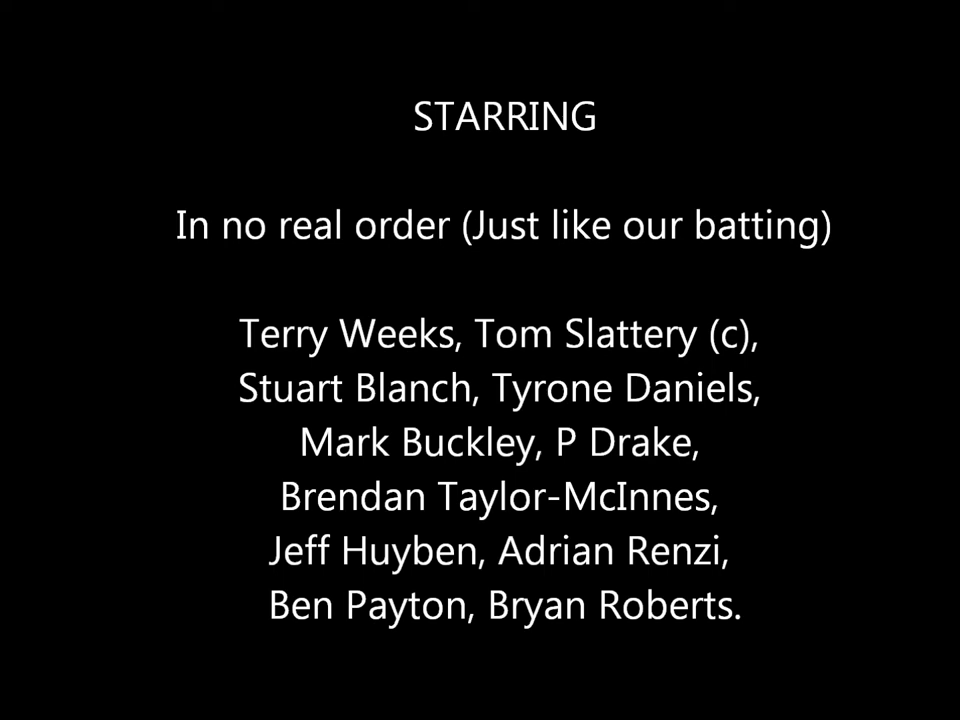 STARRING
In no real order (Just like our batting)
Terry Weeks, Tom Slattery (c),
Stuart Blanch, Tyrone Daniels,
Mark Buckley, P Drake,
Brendan Taylor-McInnes,
Jeff Huyben, Adrian Renzi,
Ben Payton, Bryan Roberts.